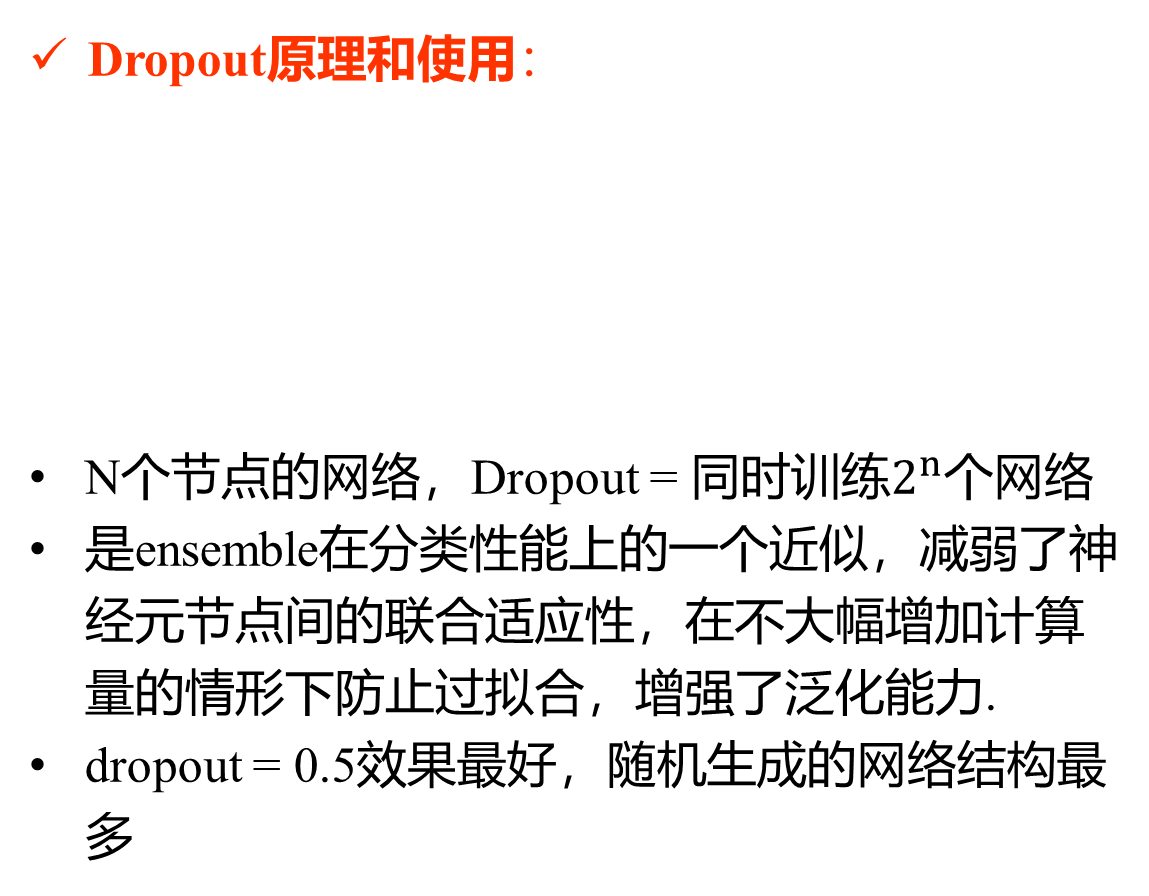 ✓ Dropout原理和使用：
• N个节点的网络，Dropout = 同时训练2ⁿ个网络
• 是ensemble在分类性能上的一个近似，减弱了神
经元节点间的联合适应性，在不大幅增加计算
量的情形下防止过拟合，增强了泛化能力.
• dropout = 0.5效果最好，随机生成的网络结构最
多